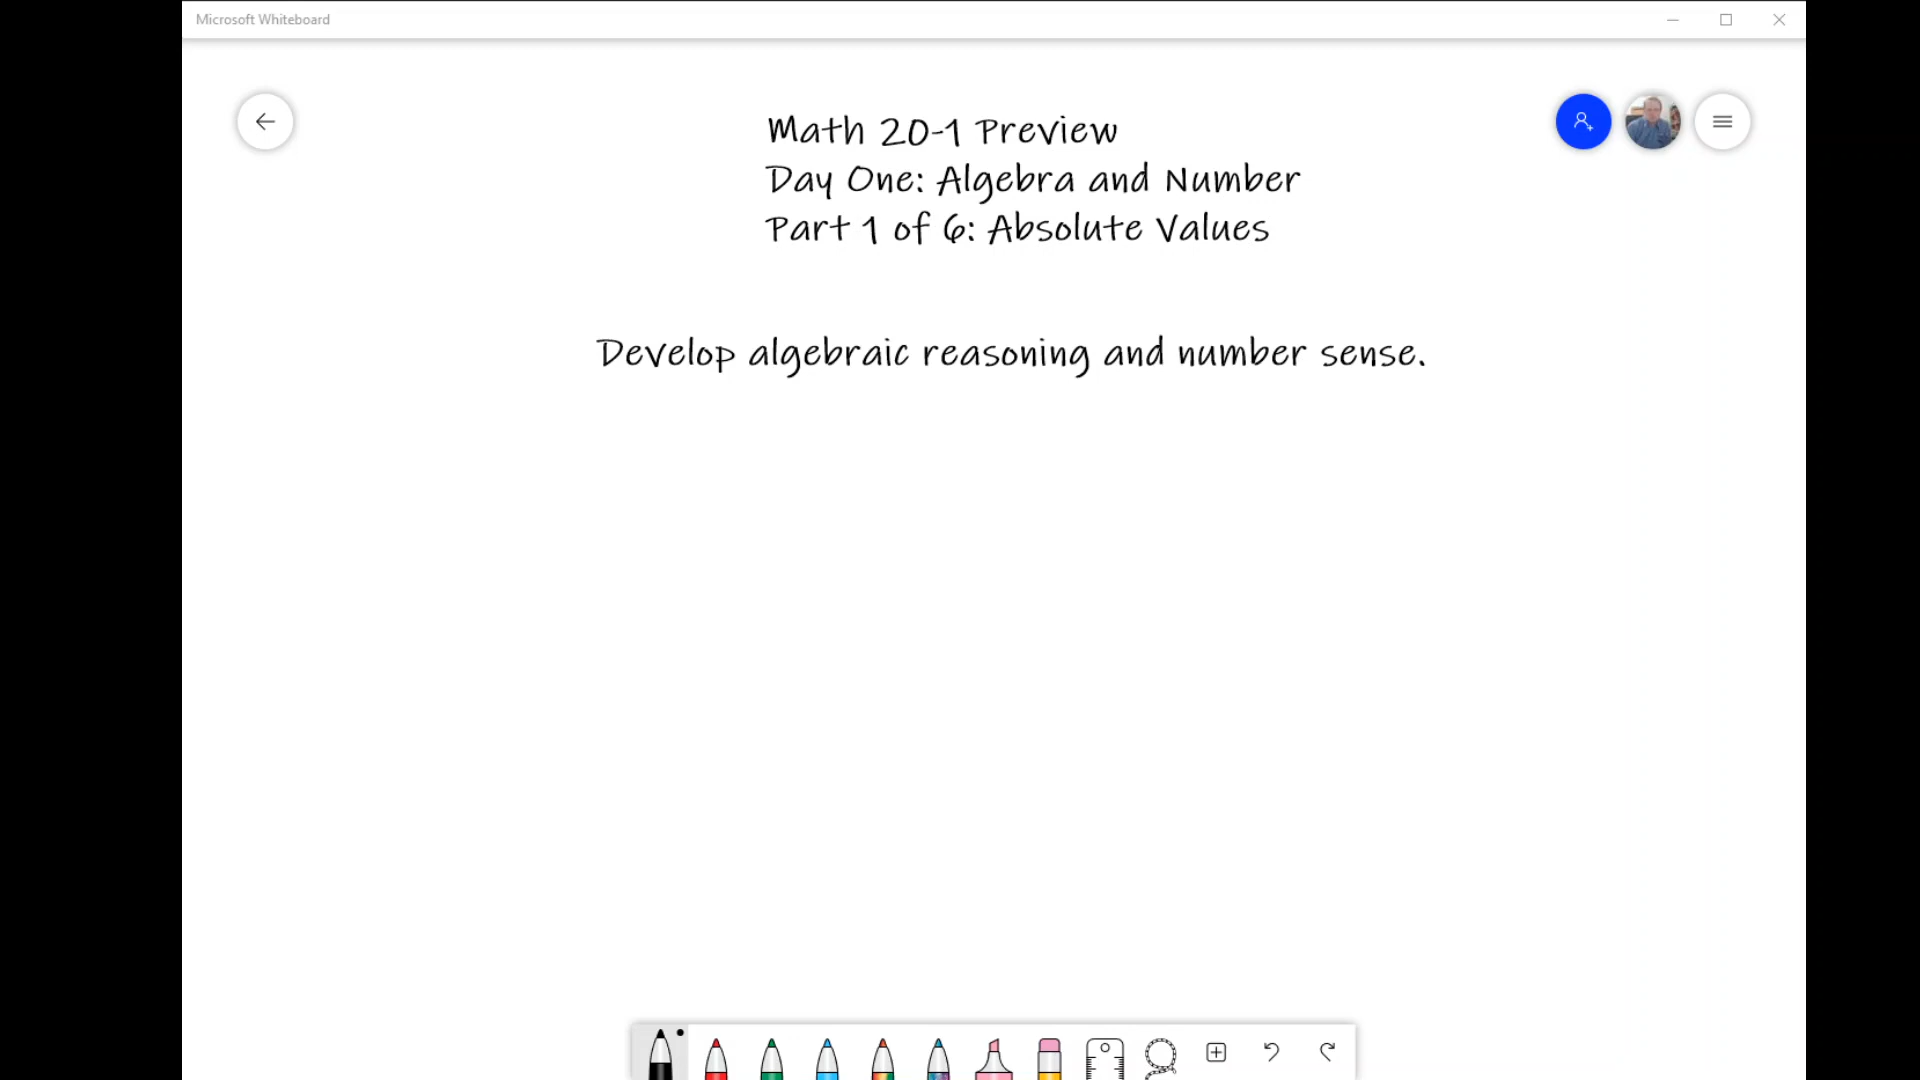 Microsoft Whiteboard
Math 20-1 Preview
Day One: Algebra and Number
Part 1 of 6: Absolute Values
Develop algebraic reasoning and number sense.